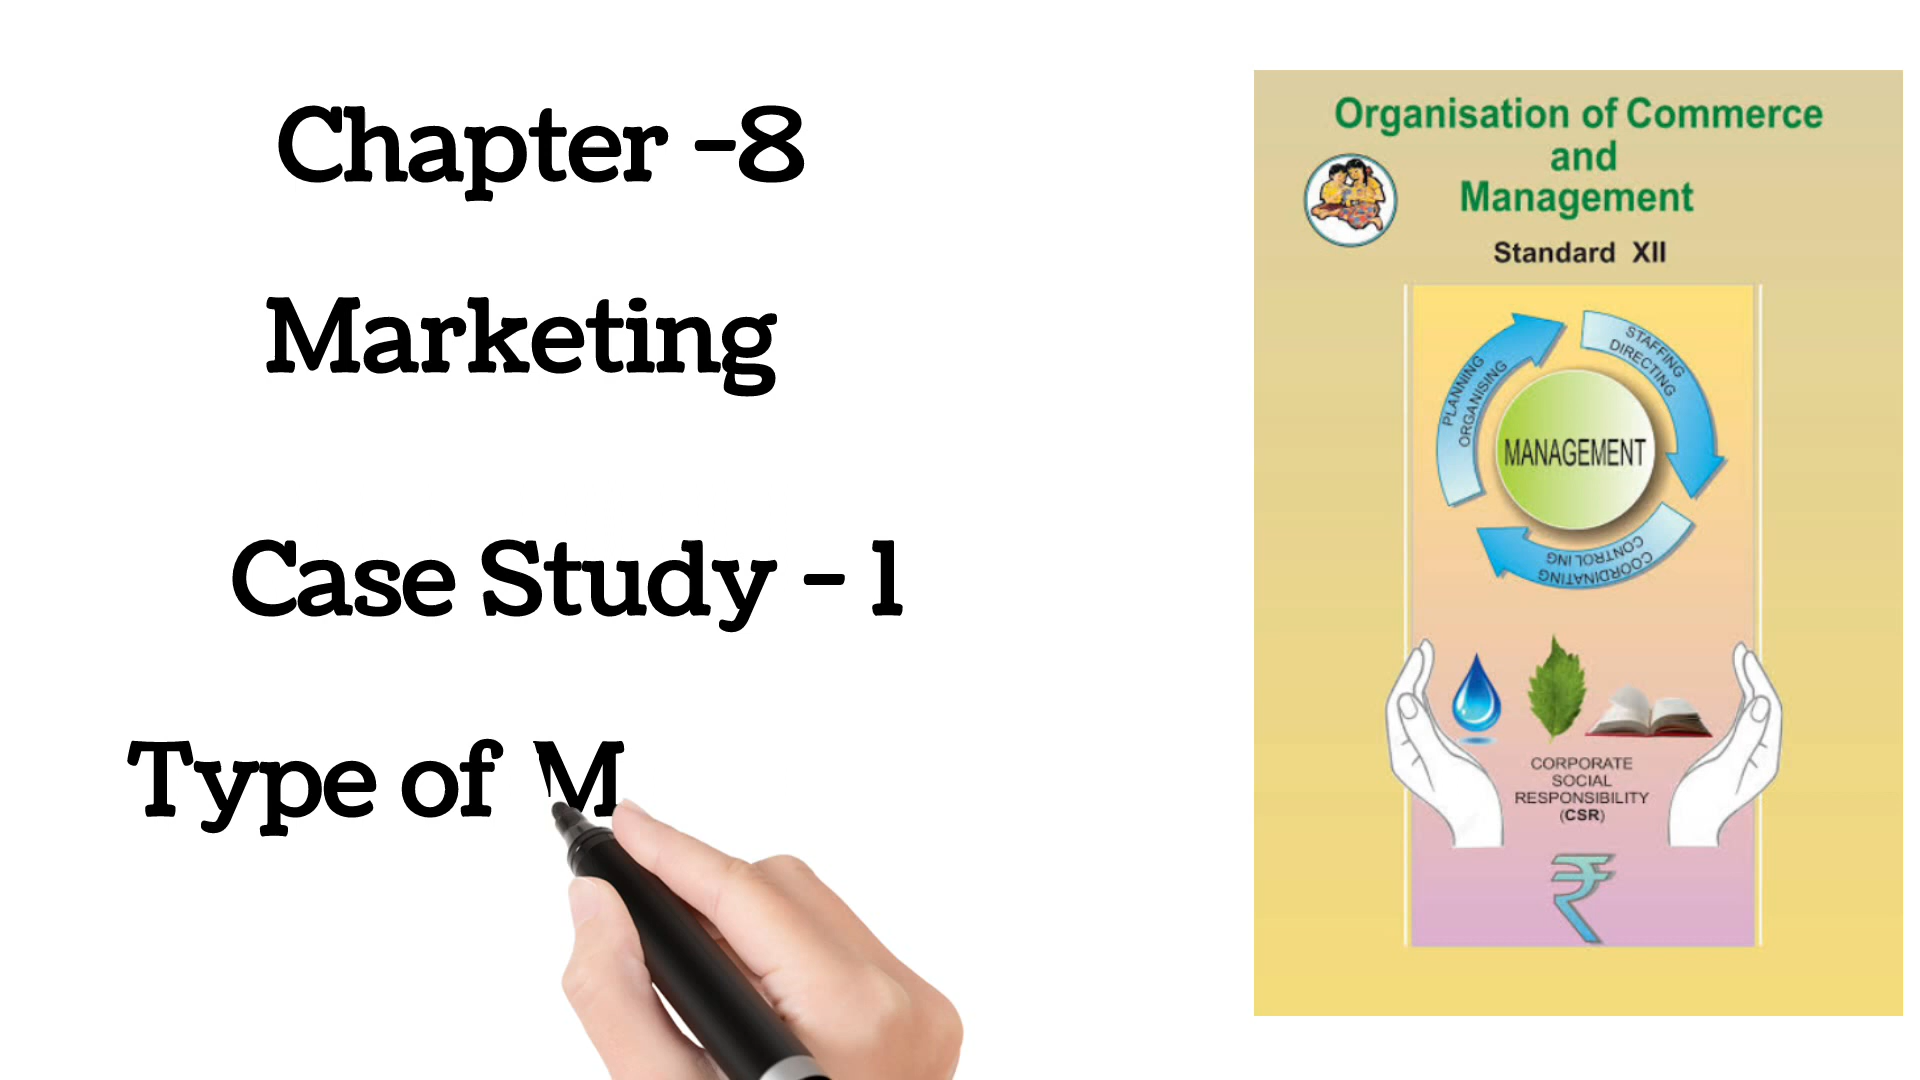 Chapter -8
Marketing
Case Study - 1
Type of M
Organisation of Commerce
and
Management
Standard XII
PLANNING
ORGANISING
STAFFING
DIRECTING
MANAGEMENT
COORDINATING
CONTROLING
CORPORATE
SOCIAL
RESPONSIBILITY
(CSR)
₹